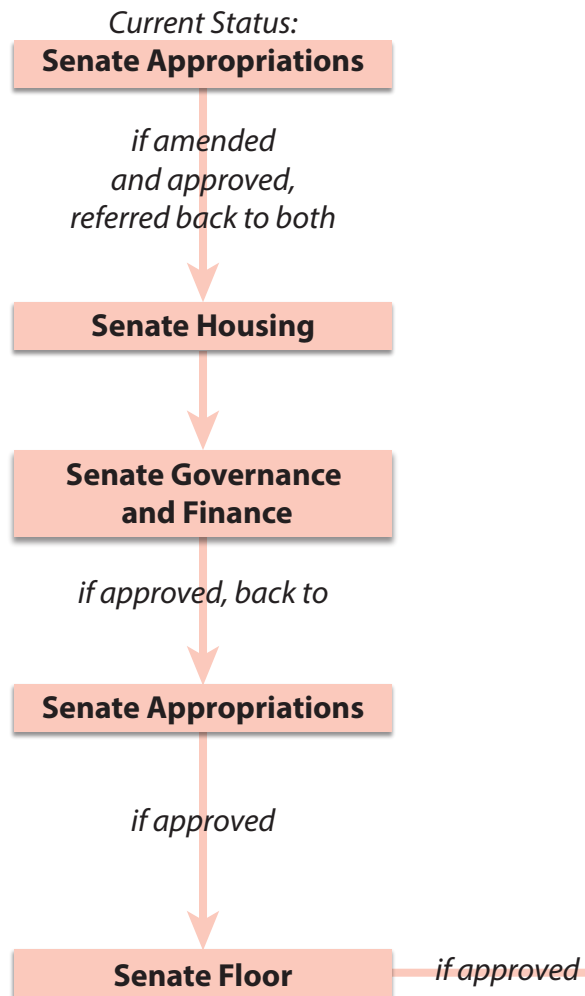 Current Status:
Senate Appropriations
if amended
and approved,
referred back to both
Senate Housing
Senate Governance
and Finance
if approved, back to
Senate Appropriations
if approved
Senate Floor
if approved